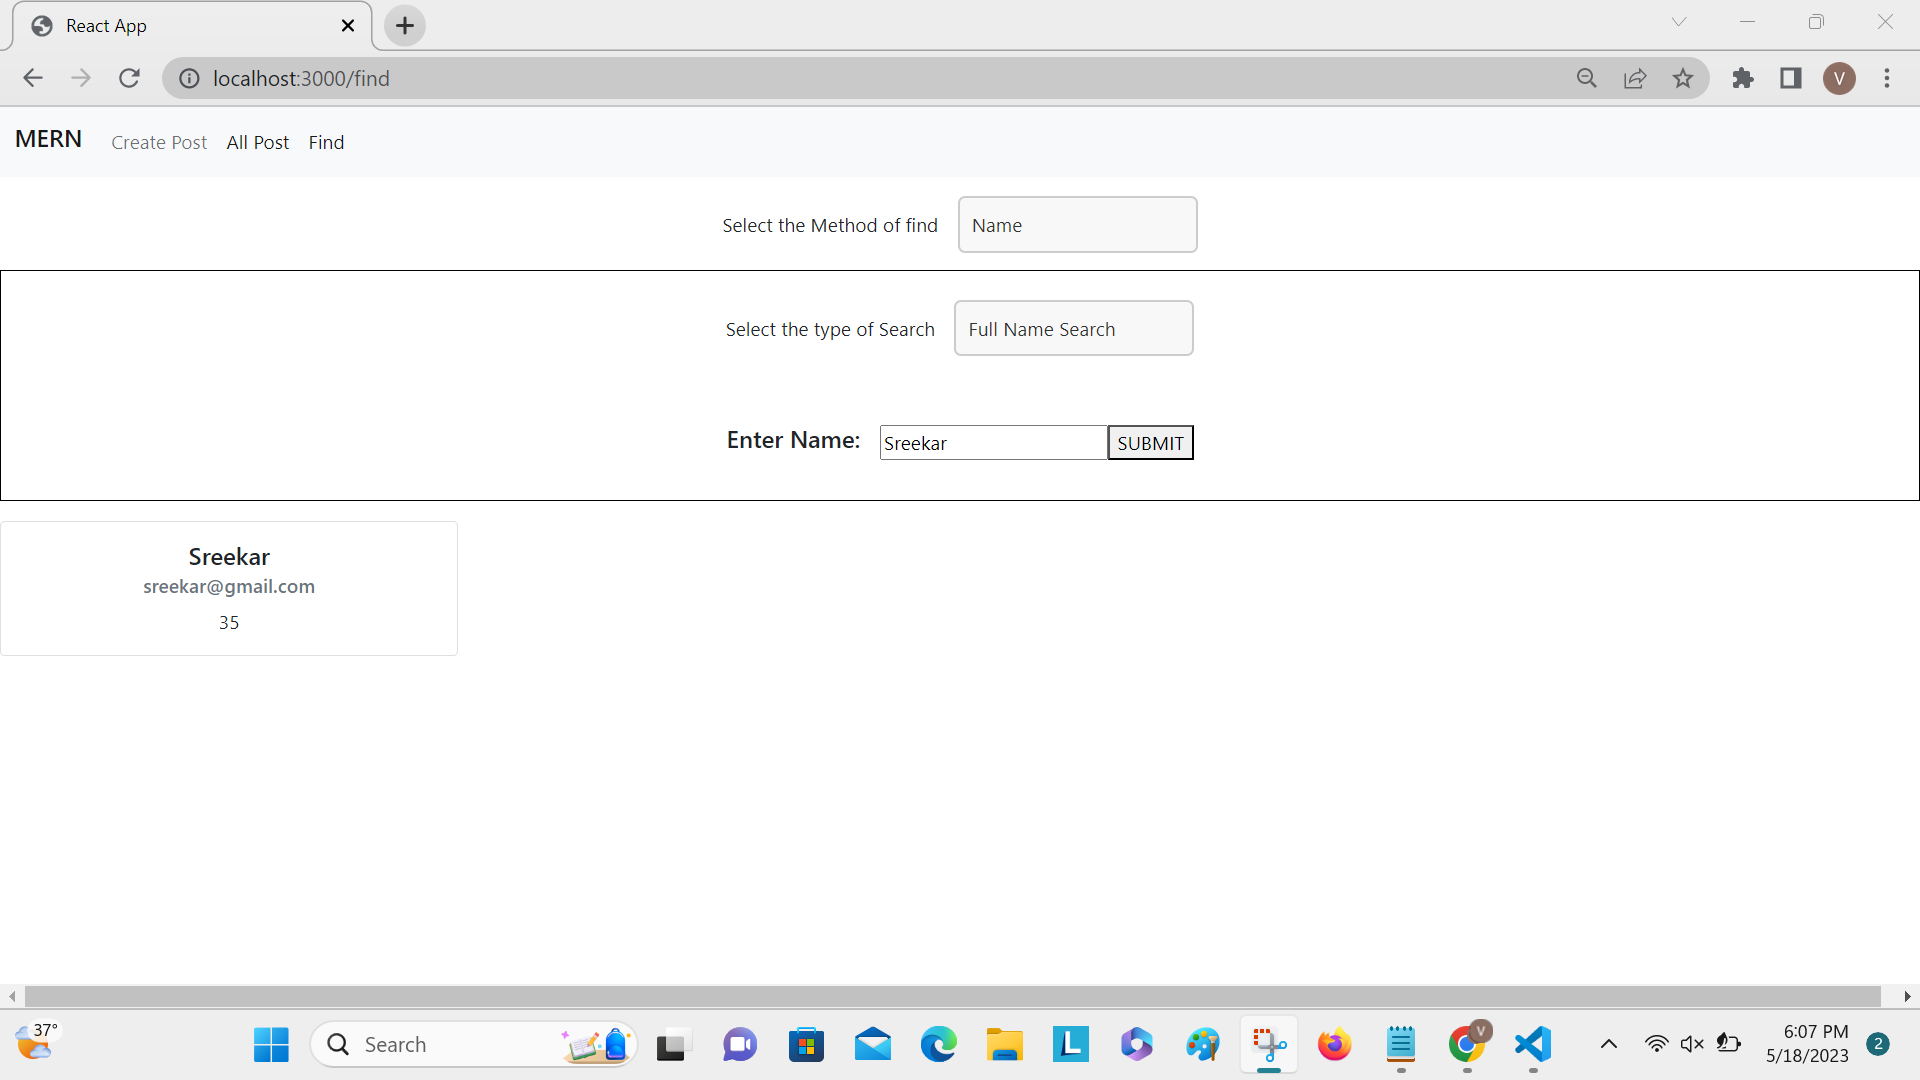 React App
localhost:3000/find
V
MERN Create Post All Post Find
Select the Method of find Name
Select the type of Search Full Name Search
Enter Name: Sreekar SUBMIT
Sreekar
sreekar@gmail.com
35
37°
Search
L
V
6:07 PM
5/18/2023
2